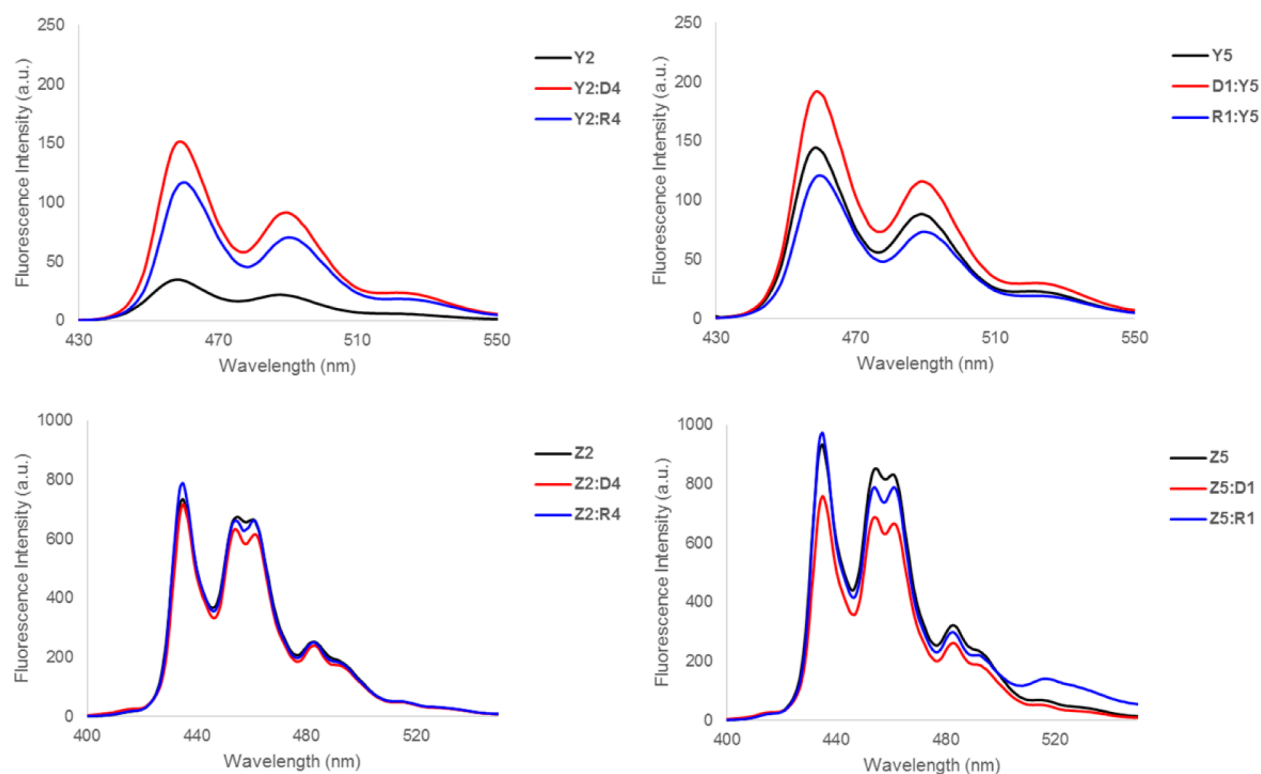 Fluorescence Intensity (a.u.)
250
200
150
100
50
0
430 470 510 550
Wavelength (nm)
Y2
Y2:D4
Y2:R4
Fluorescence Intensity (a.u.)
250
200
150
100
50
0
430 470 510 550
Wavelength (nm)
Y5
D1:Y5
R1:Y5
Fluorescence Intensity (a.u.)
1000
800
600
400
200
0
400 440 480 520
Wavelength (nm)
Z2
Z2:D4
Z2:R4
Fluorescence Intensity (a.u.)
1000
800
600
400
200
0
400 440 480 520
Wavelength (nm)
Z5
Z5:D1
Z5:R1